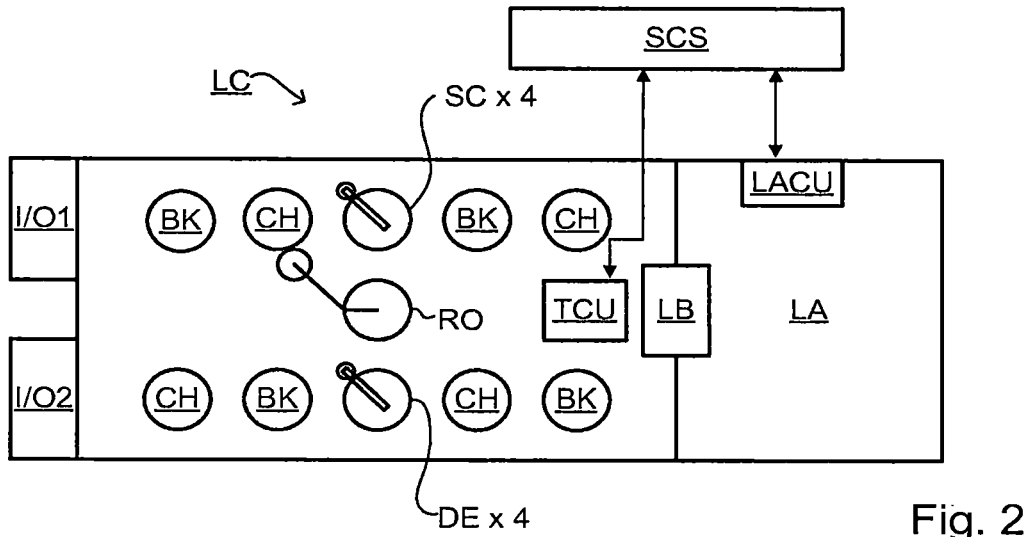 SCS
LC
SC x 4
LACU
I/O1
BK
CH
BK
CH
RO
TCU
LB
LA
I/O2
CH
BK
CH
BK
DE x 4
Fig. 2